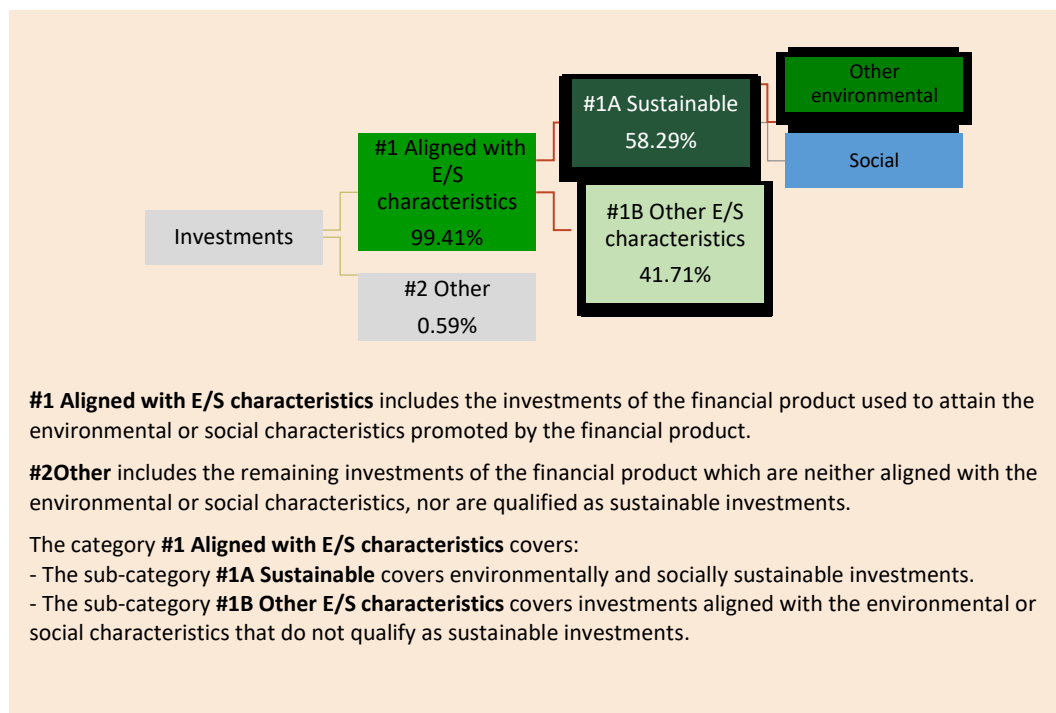 Investments
#1 Aligned with
E/S
characteristics
99.41%
#2 Other
0.59%
#1A Sustainable
58.29%
#1B Other E/S
characteristics
41.71%
Other
environmental
Social
#1 Aligned with E/S characteristics includes the investments of the financial product used to attain the
environmental or social characteristics promoted by the financial product.
#2Other includes the remaining investments of the financial product which are neither aligned with the
environmental or social characteristics, nor are qualified as sustainable investments.
The category #1 Aligned with E/S characteristics covers:
- The sub-category #1A Sustainable covers environmentally and socially sustainable investments.
- The sub-category #1B Other E/S characteristics covers investments aligned with the environmental or
social characteristics that do not qualify as sustainable investments.